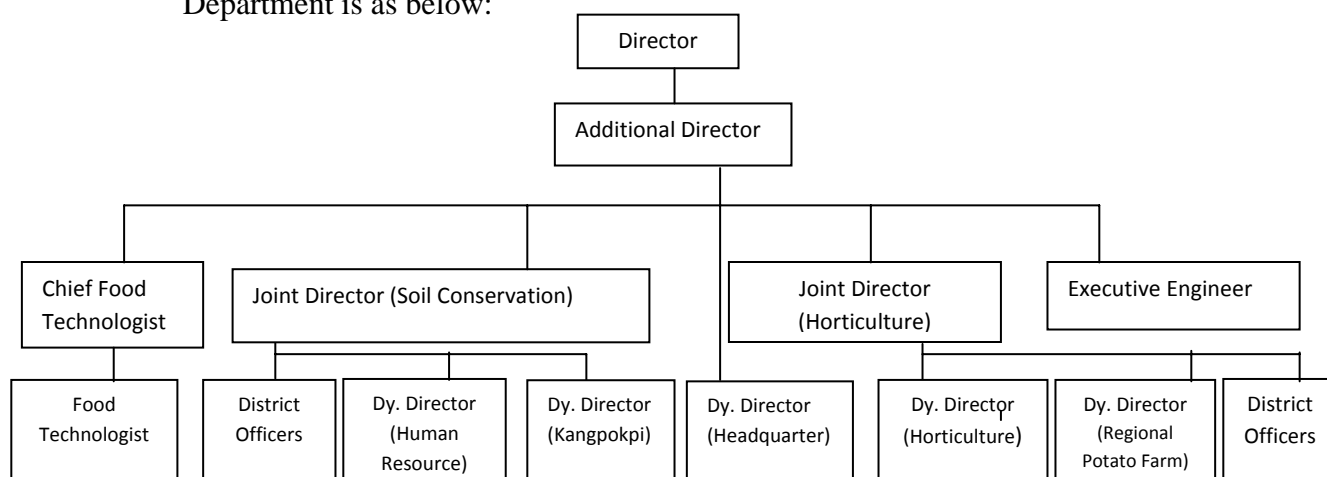 Department is as below:
Director
Additional Director
Chief Food
Technologist
Joint Director (Soil Conservation)
Joint Director
(Horticulture)
Executive Engineer
Food
Technologist
District
Officers
Dy. Director
(Human
Resource)
Dy. Director
(Kangpokpi)
Dy. Director
(Headquarter)
Dy. Director
(Horticulture)
Dy. Director
(Regional
Potato Farm)
District
Officers